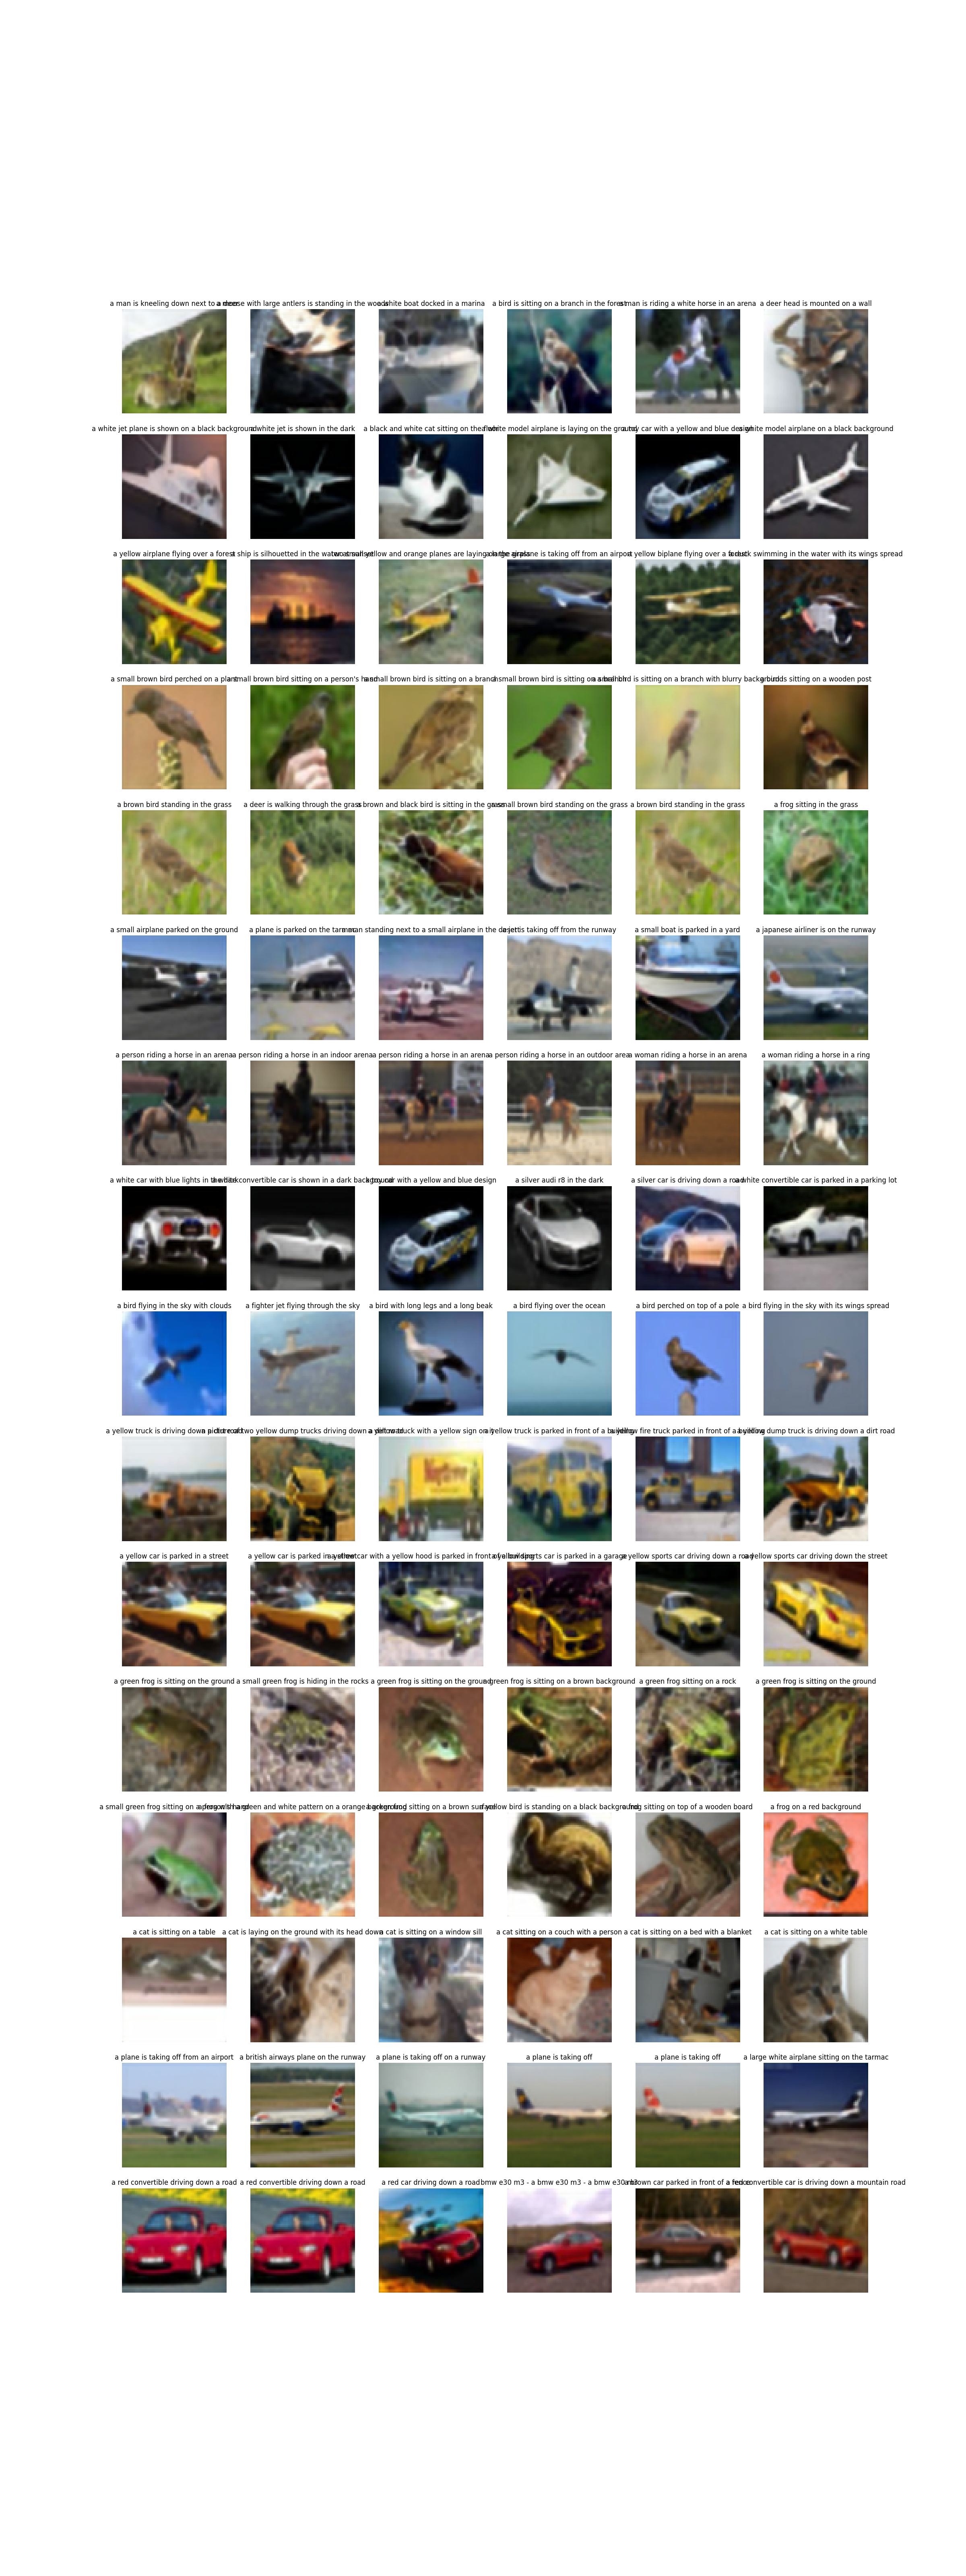 a man is kneeling down next to a deer
a moose with large antlers is standing in the woods
a white boat docked in a marina
a bird is sitting on a branch in the forest
a man is riding a white horse in an arena
a deer head is mounted on a wall
a white jet plane is shown on a black background
a white jet is shown in the dark
a black and white cat sitting on the floor
a white model airplane is laying on the ground
a toy car with a yellow and blue design
a white model airplane on a black background
a yellow airplane flying over a forest
a ship is silhouetted in the water at sunset
two small yellow and orange planes are laying on the grass
a large airplane is taking off from an airport
a yellow biplane flying over a forest
a duck swimming in the water with its wings spread
a small brown bird perched on a plant
a small brown bird sitting on a person's hand
a small brown bird is sitting on a branch
a small brown bird is sitting on a branch
a small bird is sitting on a branch with blurry background
a bird is sitting on a wooden post
a brown bird standing in the grass
a deer is walking through the grass
a brown and black bird is sitting in the grass
a small brown bird standing on the grass
a brown bird standing in the grass
a frog sitting in the grass
a small airplane parked on the ground
a plane is parked on the tarmac
a man standing next to a small airplane in the desert
a jet is taking off from the runway
a small boat is parked in a yard
a japanese airliner is on the runway
a person riding a horse in an arena
a person riding a horse in an indoor arena
a person riding a horse in an arena
a person riding a horse in an outdoor area
a woman riding a horse in an arena
a woman riding a horse in a ring
a white car with blue lights in the dark
a white convertible car is shown in a dark background
a toy car with a yellow and blue design
a silver audi r8 in the dark
a silver car is driving down a road
a white convertible car is parked in a parking lot
a bird flying in the sky with clouds
a fighter jet flying through the sky
a bird with long legs and a long beak
a bird flying over the ocean
a bird perched on top of a pole
a bird flying in the sky with its wings spread
a yellow truck is driving down a dirt road
a picture of two yellow dump trucks driving down a dirt road
a yellow truck with a yellow sign on it
a yellow truck is parked in front of a building
a yellow fire truck parked in front of a building
a yellow dump truck is driving down a dirt road
a yellow car is parked in a street
a yellow car is parked in a street
a yellow car with a yellow hood is parked in front of a building
a yellow sports car is parked in a garage
a yellow sports car driving down a road
a yellow sports car driving down the street
a green frog is sitting on the ground
a small green frog is hiding in the rocks
a green frog is sitting on the ground
a green frog is sitting on a brown background
a green frog sitting on a rock
a green frog is sitting on the ground
a small green frog sitting on a person's hand
a frog with a green and white pattern on a orange background
a green frog sitting on a brown surface
a yellow bird is standing on a black background
a frog sitting on top of a wooden board
a frog on a red background
a cat is sitting on a table
a cat is laying on the ground with its head down
a cat is sitting on a window sill
a cat sitting on a couch with a person
a cat is sitting on a bed with a blanket
a cat is sitting on a white table
a plane is taking off from an airport
a british airways plane on the runway
a plane is taking off on a runway
a plane is taking off
a plane is taking off
a large white airplane sitting on the tarmac
a red convertible driving down a road
a red convertible driving down a road
a red car driving down a road
bmw e30 m3 - a bmw e30 m3 - a bmw e30 m3
a brown car parked in front of a fence
a red convertible car is driving down a mountain road